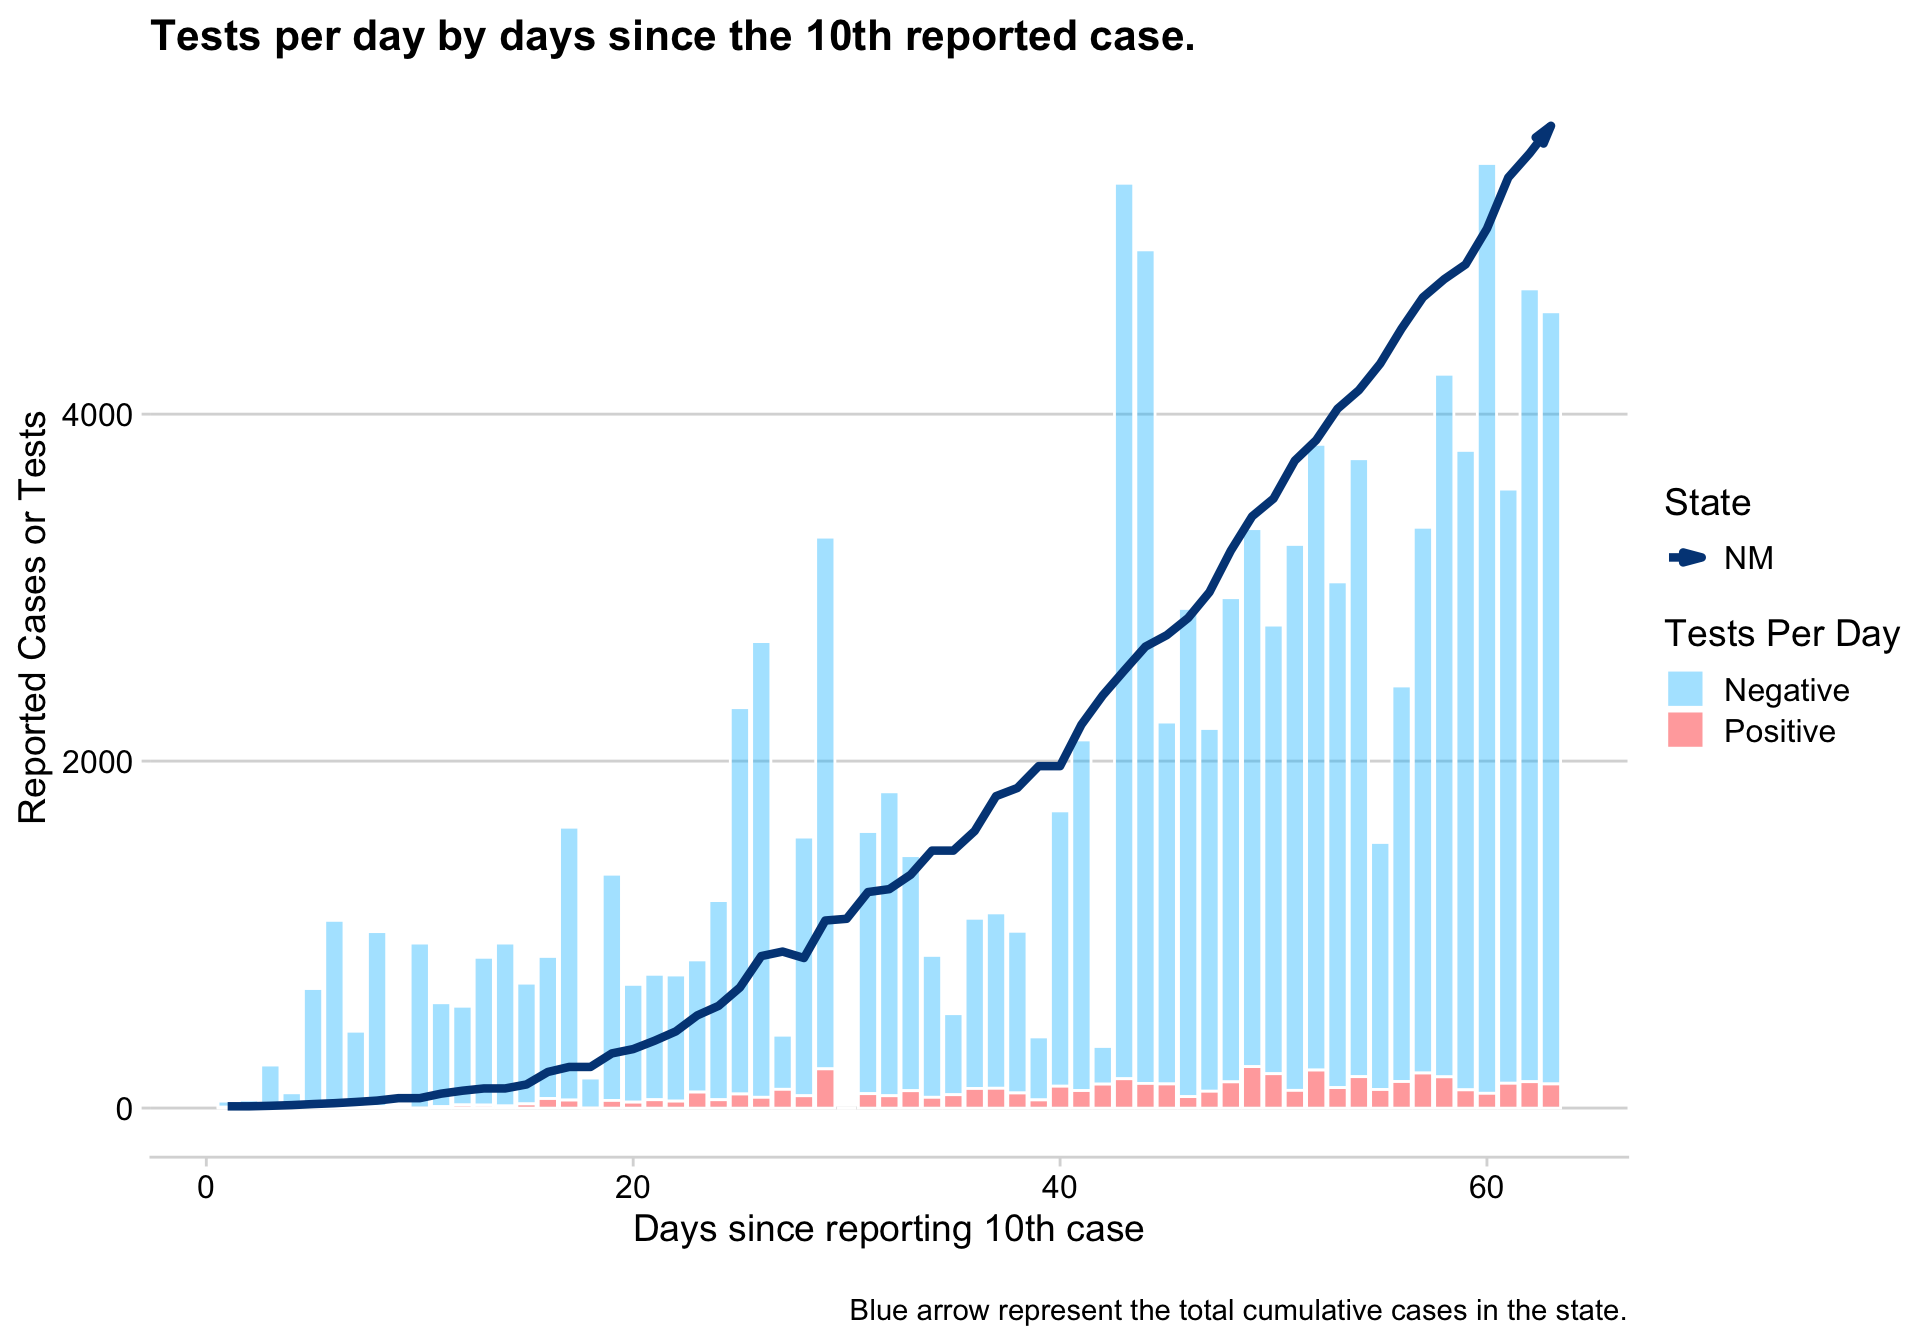 Tests per day by days since the 10th reported case.
Reported Cases or Tests
4000
2000
0
0 20 40 60
Days since reporting 10th case
State
NM
Tests Per Day
Negative
Positive
Blue arrow represent the total cumulative cases in the state.